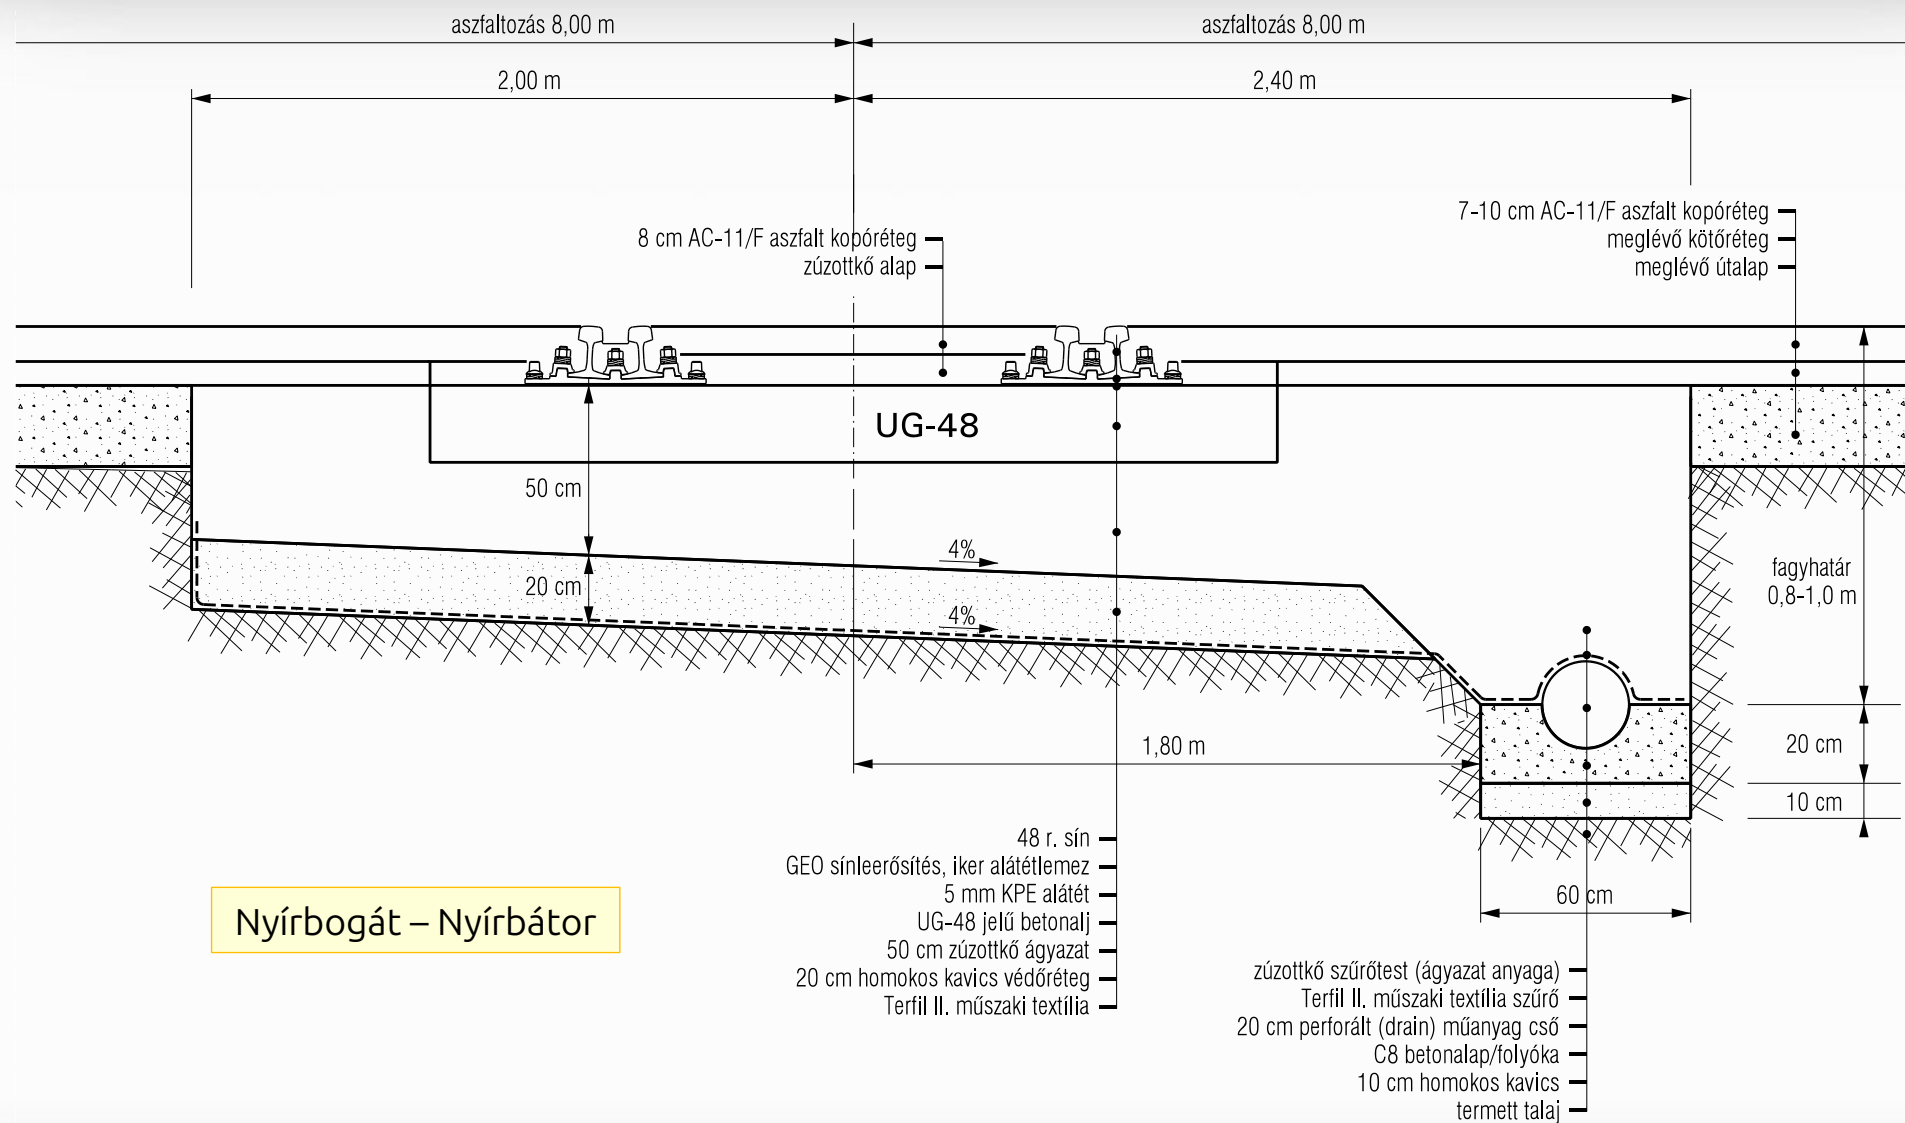 aszfaltozás 8,00 m
aszfaltozás 8,00 m
2,00 m
2,40 m
8 cm AC-11/F aszfalt kopóréteg
zúzottkő alap
7-10 cm AC-11/F aszfalt kopóréteg
meglévő kötőréteg
meglévő útalap
UG-48
50 cm
20 cm
4%
4%
fagyhatár
0,8-1,0 m
1,80 m
20 cm
10 cm
60 cm
48 r. sín
GEO sínleerősítés, iker alátétlemez
5 mm KPE alátét
UG-48 jelű betonalj
50 cm zúzottkő ágyazat
20 cm homokos kavics védőréteg
Terfil II. műszaki textília
Nyírbogát – Nyírbátor
zúzottkő szűrőtest (ágyazat anyaga)
Terfil II. műszaki textília szűrő
20 cm perforált (drain) műanyag cső
C8 betonalap/folyóka
10 cm homokos kavics
termett talaj